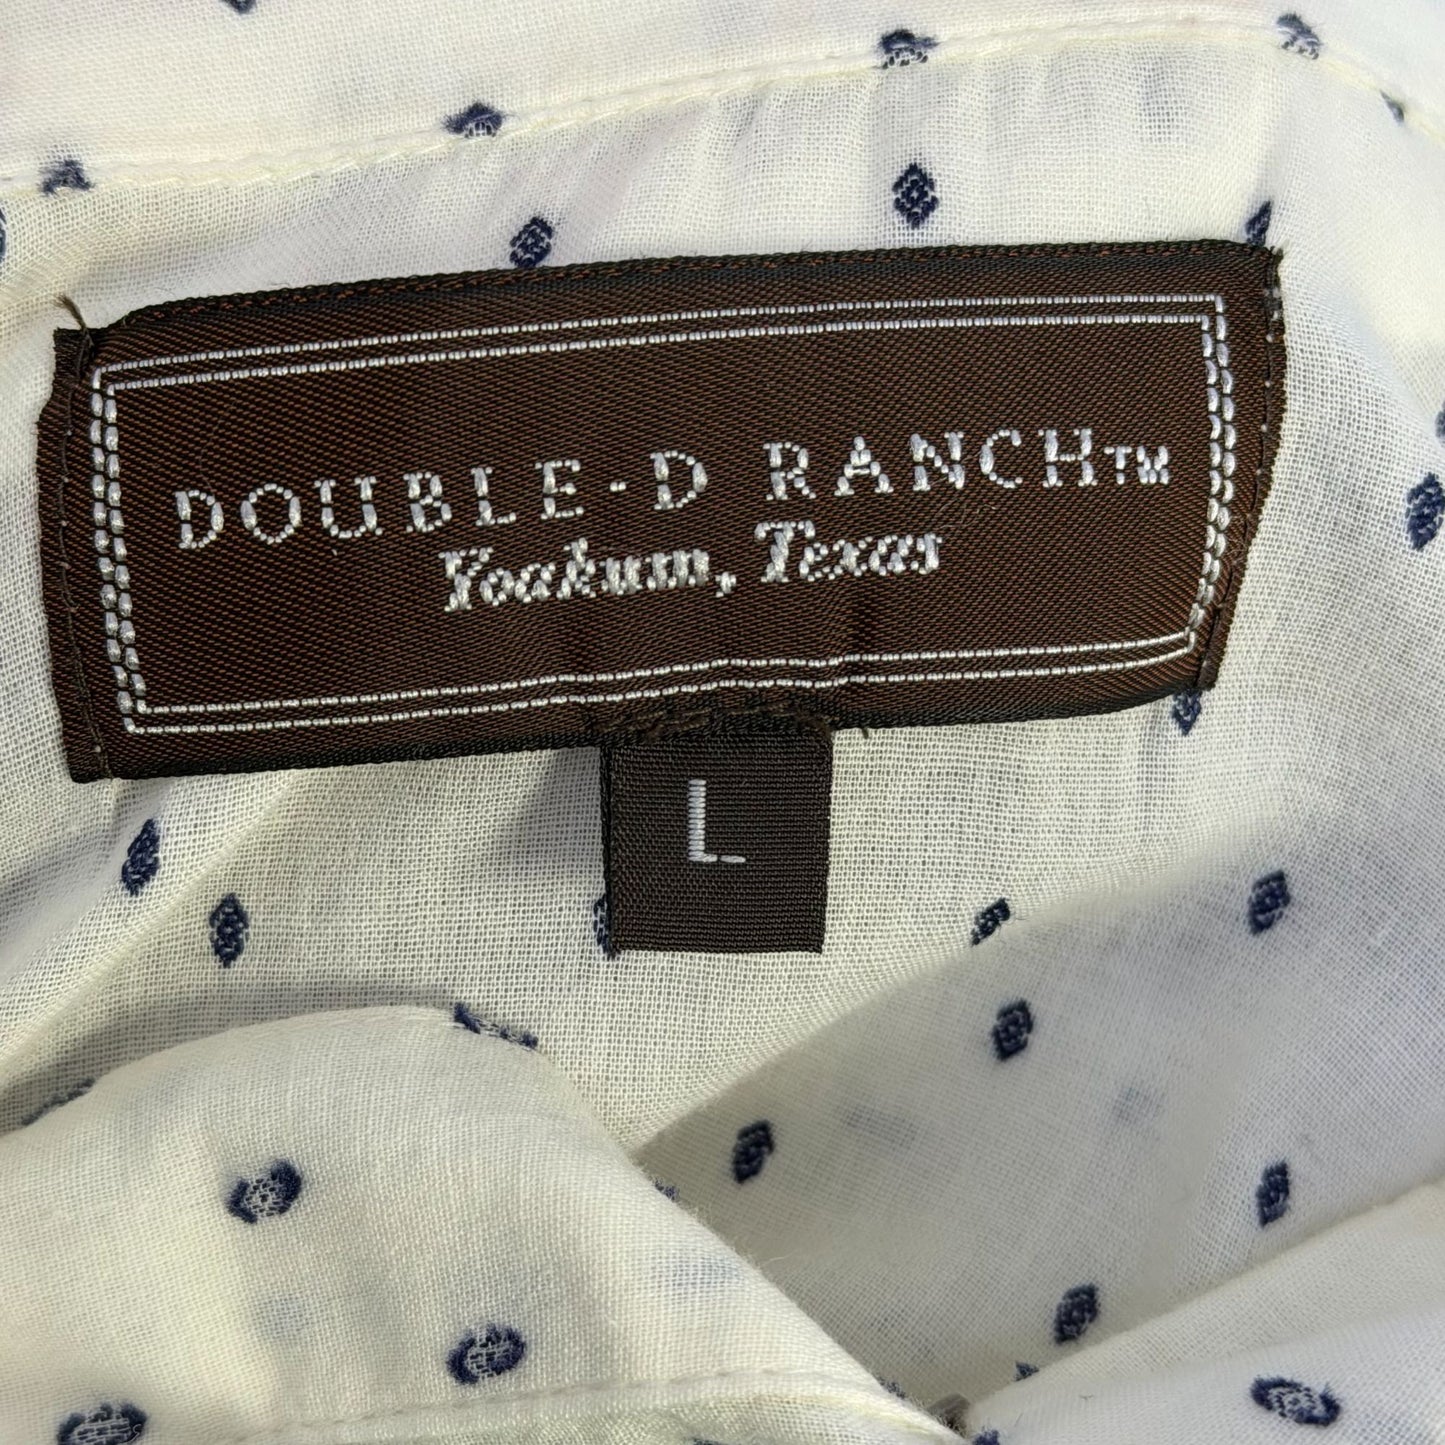 DOUBLE-D RANCH™
Yoakum, Texas
L